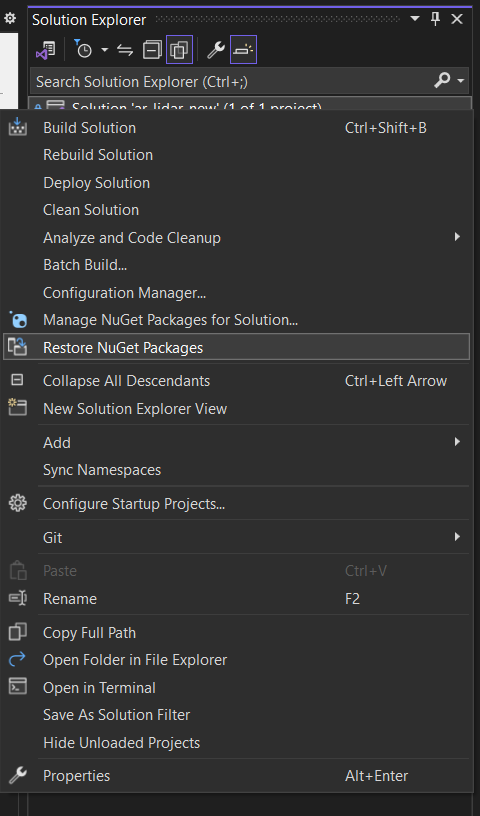 Solution Explorer
Search Solution Explorer (Ctrl+;)
Solution 'ar_lidar_new' (1 of 1 project)
Build Solution Ctrl+Shift+B
Rebuild Solution
Deploy Solution
Clean Solution
Analyze and Code Cleanup
Batch Build...
Configuration Manager...
Manage NuGet Packages for Solution...
Restore NuGet Packages
Collapse All Descendants Ctrl+Left Arrow
New Solution Explorer View
Add
Sync Namespaces
Configure Startup Projects...
Git
Paste Ctrl+V
Rename F2
Copy Full Path
Open Folder in File Explorer
Open in Terminal
Save As Solution Filter
Hide Unloaded Projects
Properties Alt+Enter